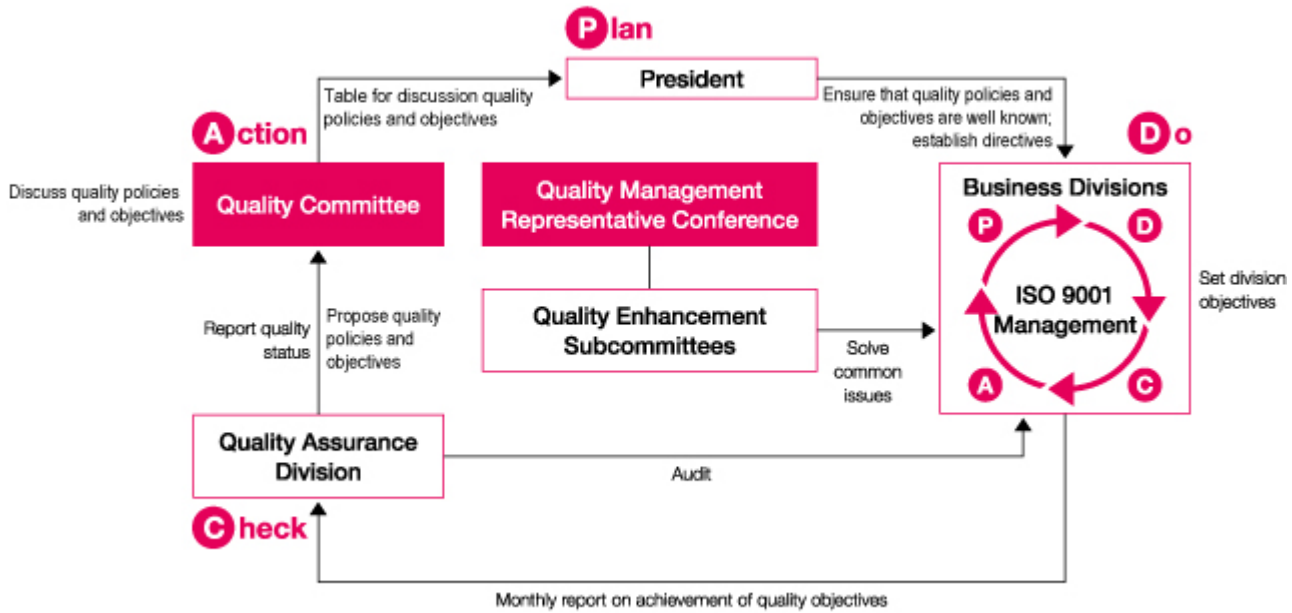 Plan
President
Table for discussion quality
policies and objectives
Ensure that quality policies and
objectives are well known;
establish directives
Action
Do
Discuss quality policies
and objectives
Quality Committee
Quality Management
Representative Conference
Business Divisions
P
D
ISO 9001
Management
A
C
Set division
objectives
Report quality
status
Propose quality
policies and
objectives
Quality Enhancement
Subcommittees
Solve
common
issues
Quality Assurance
Division
Audit
Check
Monthly report on achievement of quality objectives